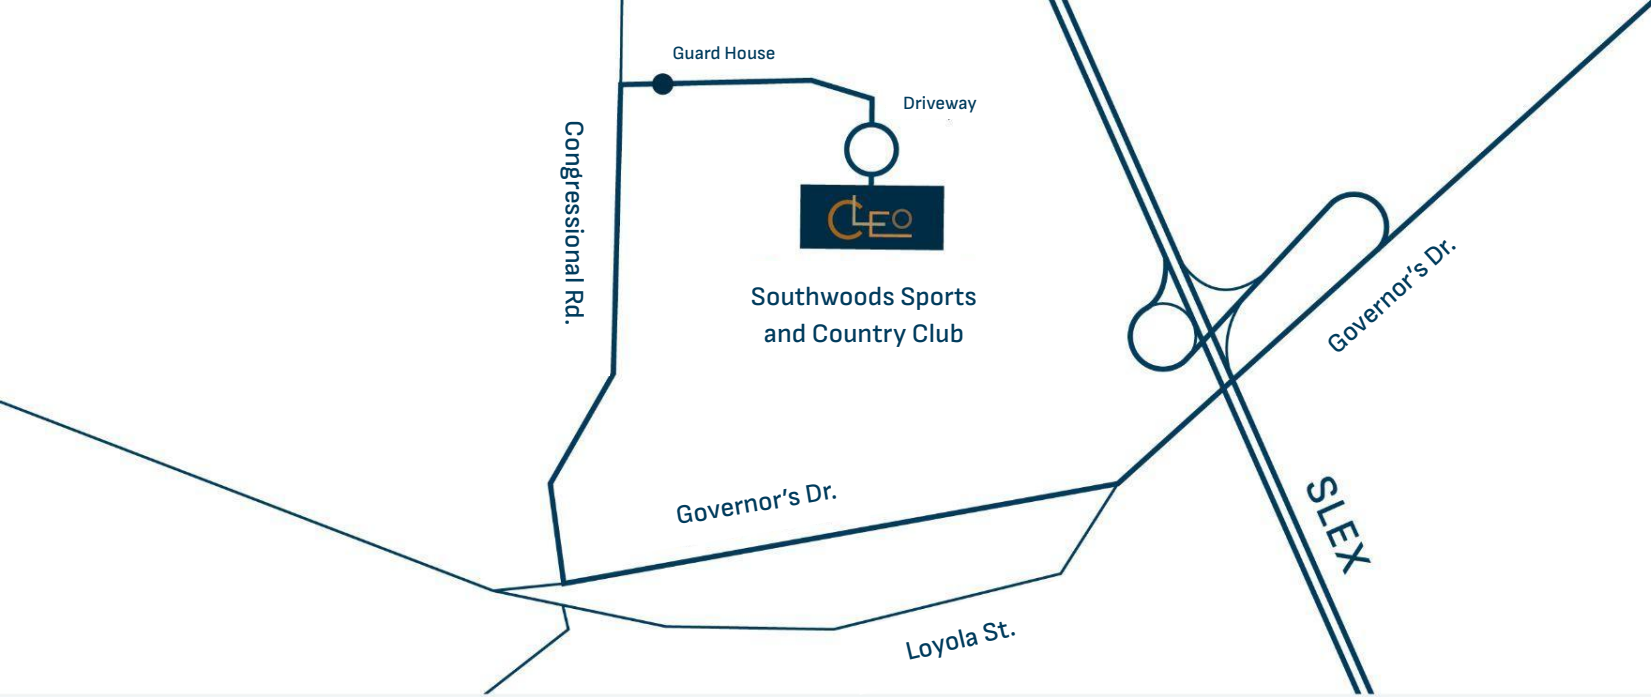 Guard House
Driveway
Congressional Rd.
CLEO
Southwoods Sports
and Country Club
Governor's Dr.
Governor's Dr.
SLEX
Loyola St.